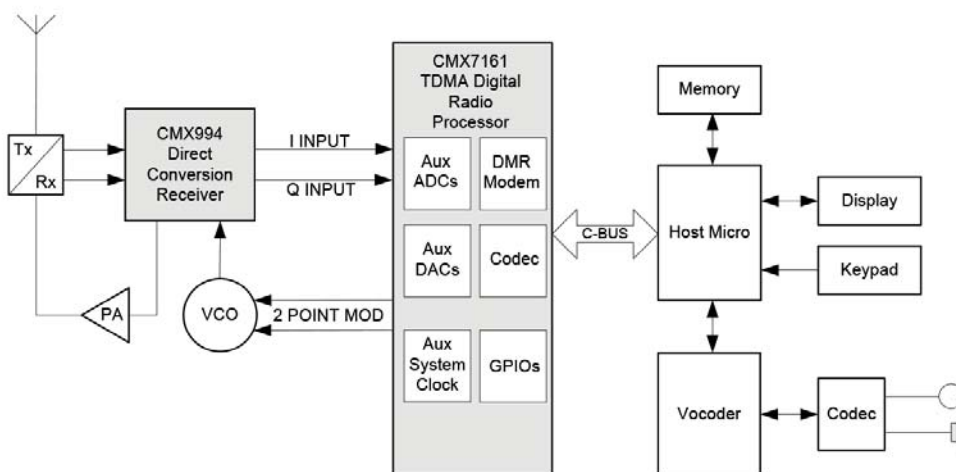 CMX7161
TDMA Digital
Radio
Processor
Memory
CMX994
Direct
Conversion
Receiver
Tx
Rx
I INPUT
Q INPUT
Aux
ADCs
DMR
Modem
C-BUS
Host Micro
Display
Keypad
Aux
DACs
Codec
PA
VCO
2 POINT MOD
Aux
System
Clock
GPIOs
Vocoder
Codec